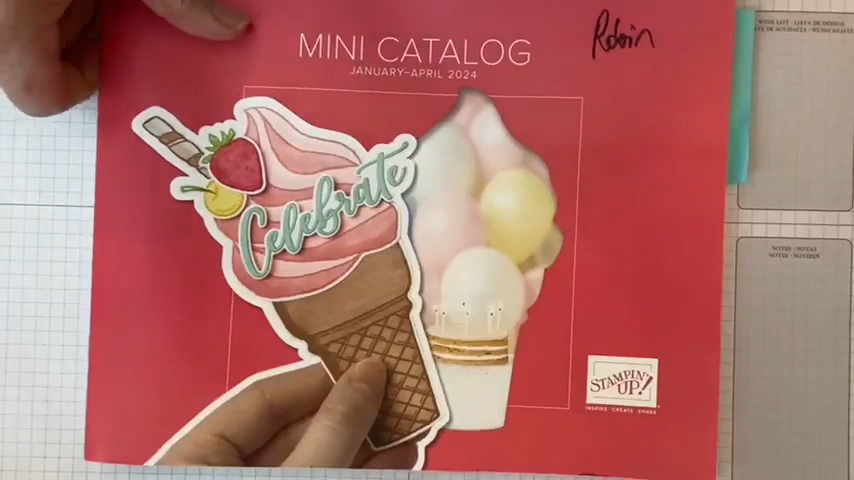 MINI CATALOG
JANUARY–APRIL 2024
Robin
Celebrate
STAMPIN' UP!
INSPIRE · CREATE · SHARE